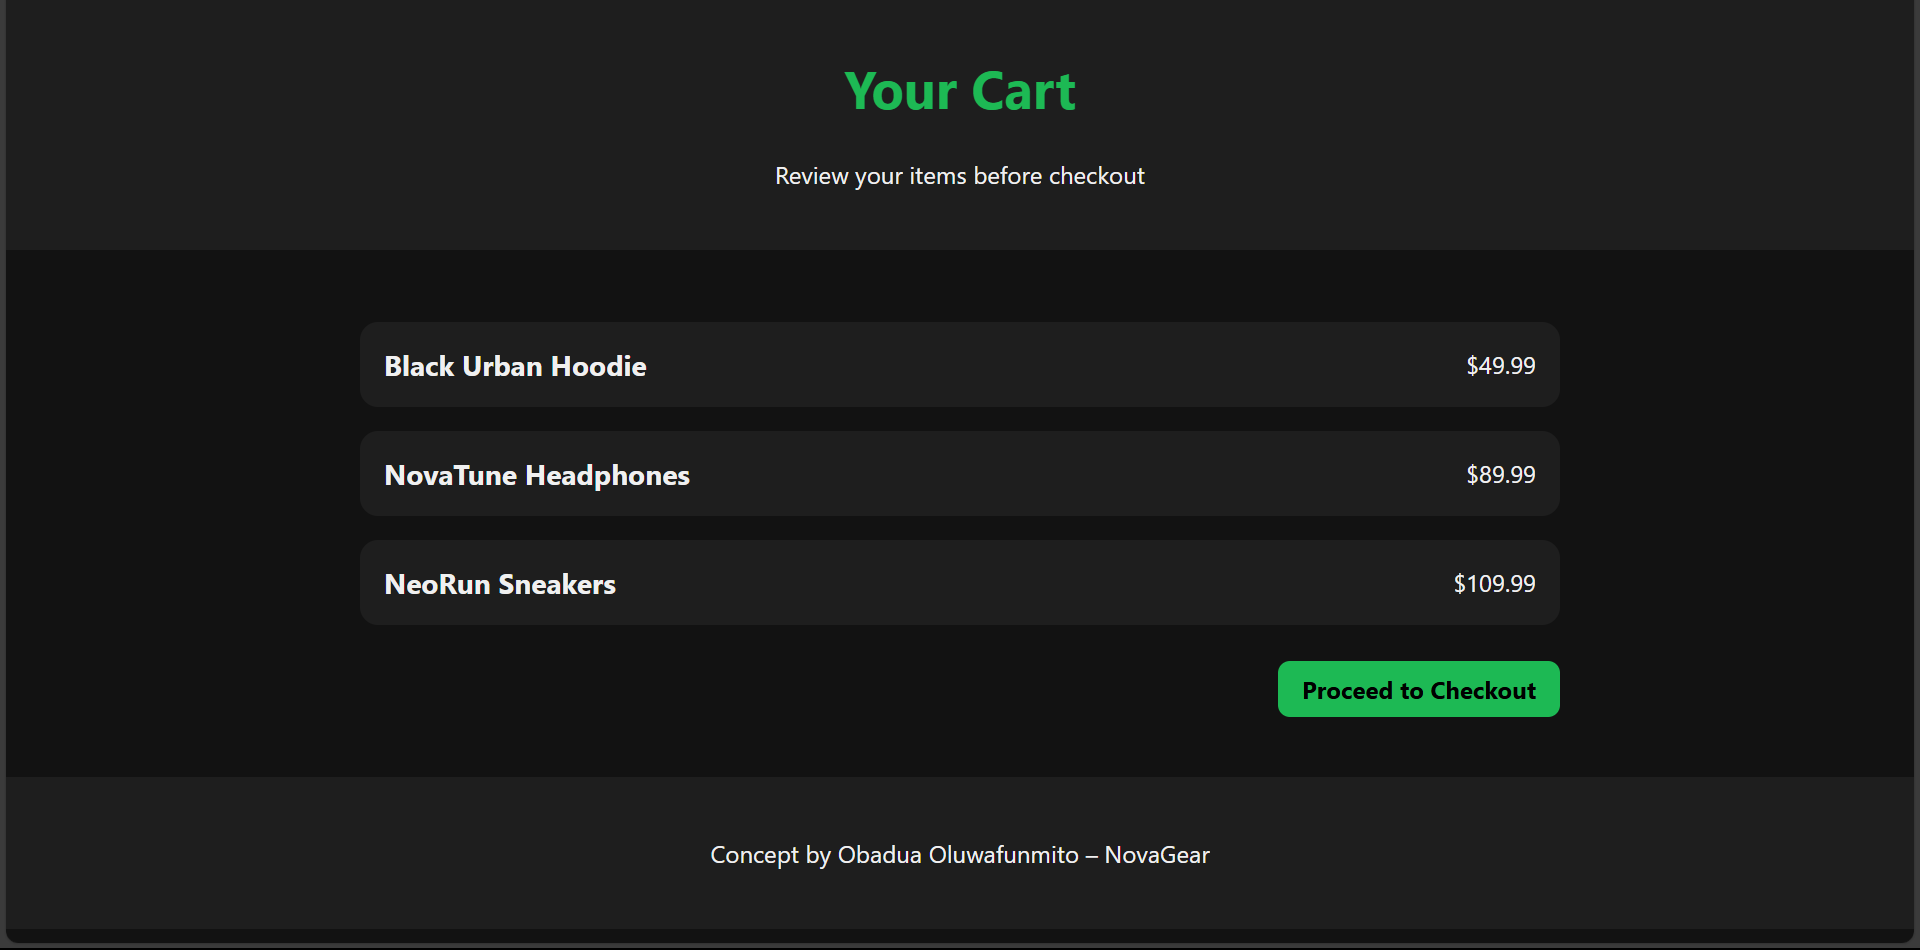 Your Cart
Review your items before checkout
Black Urban Hoodie $49.99
NovaTune Headphones $89.99
NeoRun Sneakers $109.99
Proceed to Checkout
Concept by Obadua Oluwafunmito – NovaGear